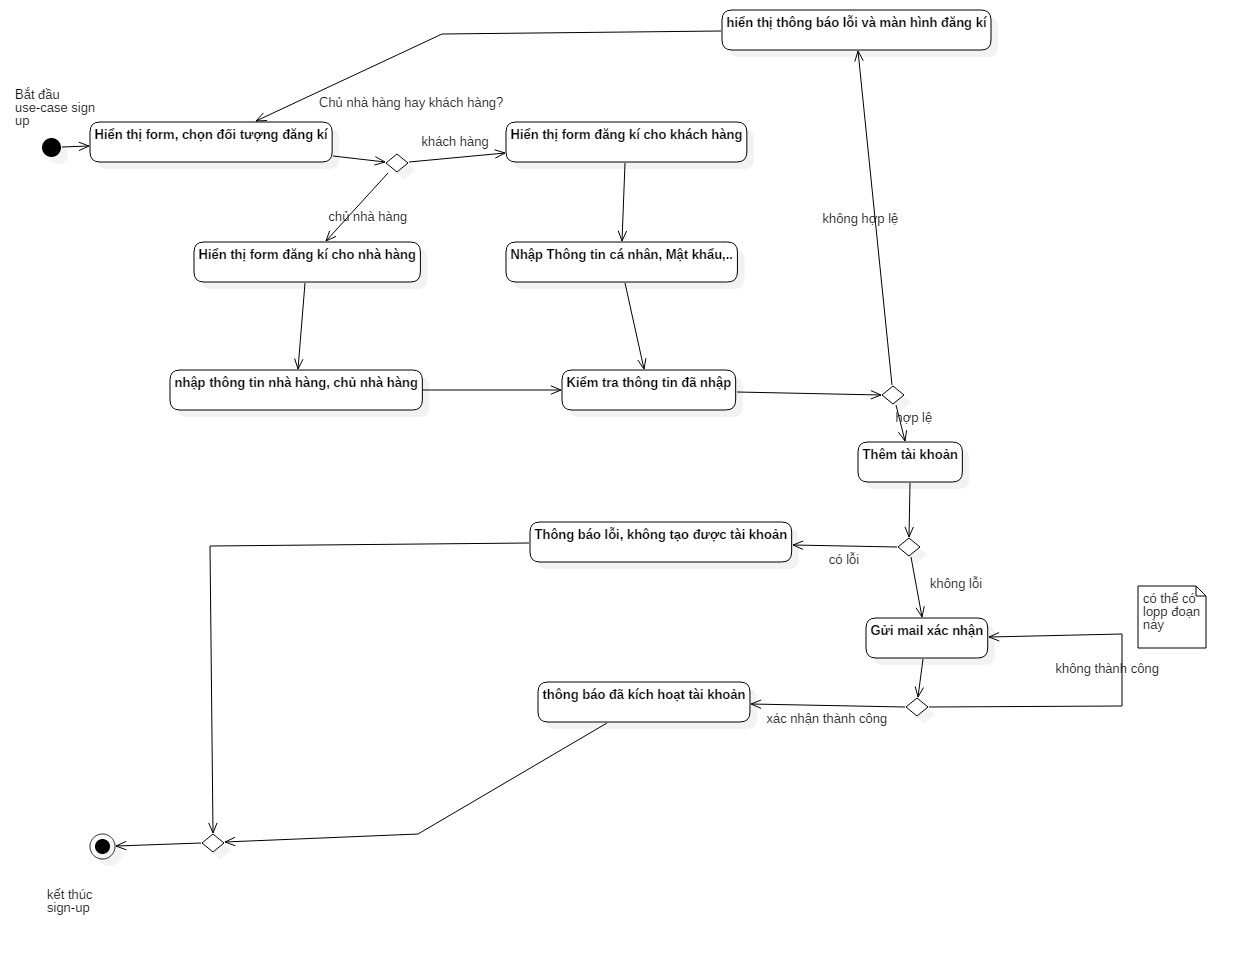 hiển thị thông báo lỗi và màn hình đăng kí
Bắt đầu
use-case sign
up
Chủ nhà hàng hay khách hàng?
Hiển thị form, chọn đối tượng đăng kí
khách hàng
Hiển thị form đăng kí cho khách hàng
chủ nhà hàng
không hợp lệ
Hiển thị form đăng kí cho nhà hàng
Nhập Thông tin cá nhân, Mật khẩu,..
nhập thông tin nhà hàng, chủ nhà hàng
Kiểm tra thông tin đã nhập
hợp lệ
Thêm tài khoản
Thông báo lỗi, không tạo được tài khoản
có lỗi
không lỗi
có thể có
lopp đoạn
này
Gửi mail xác nhận
không thành công
thông báo đã kích hoạt tài khoản
xác nhận thành công
kết thúc
sign-up